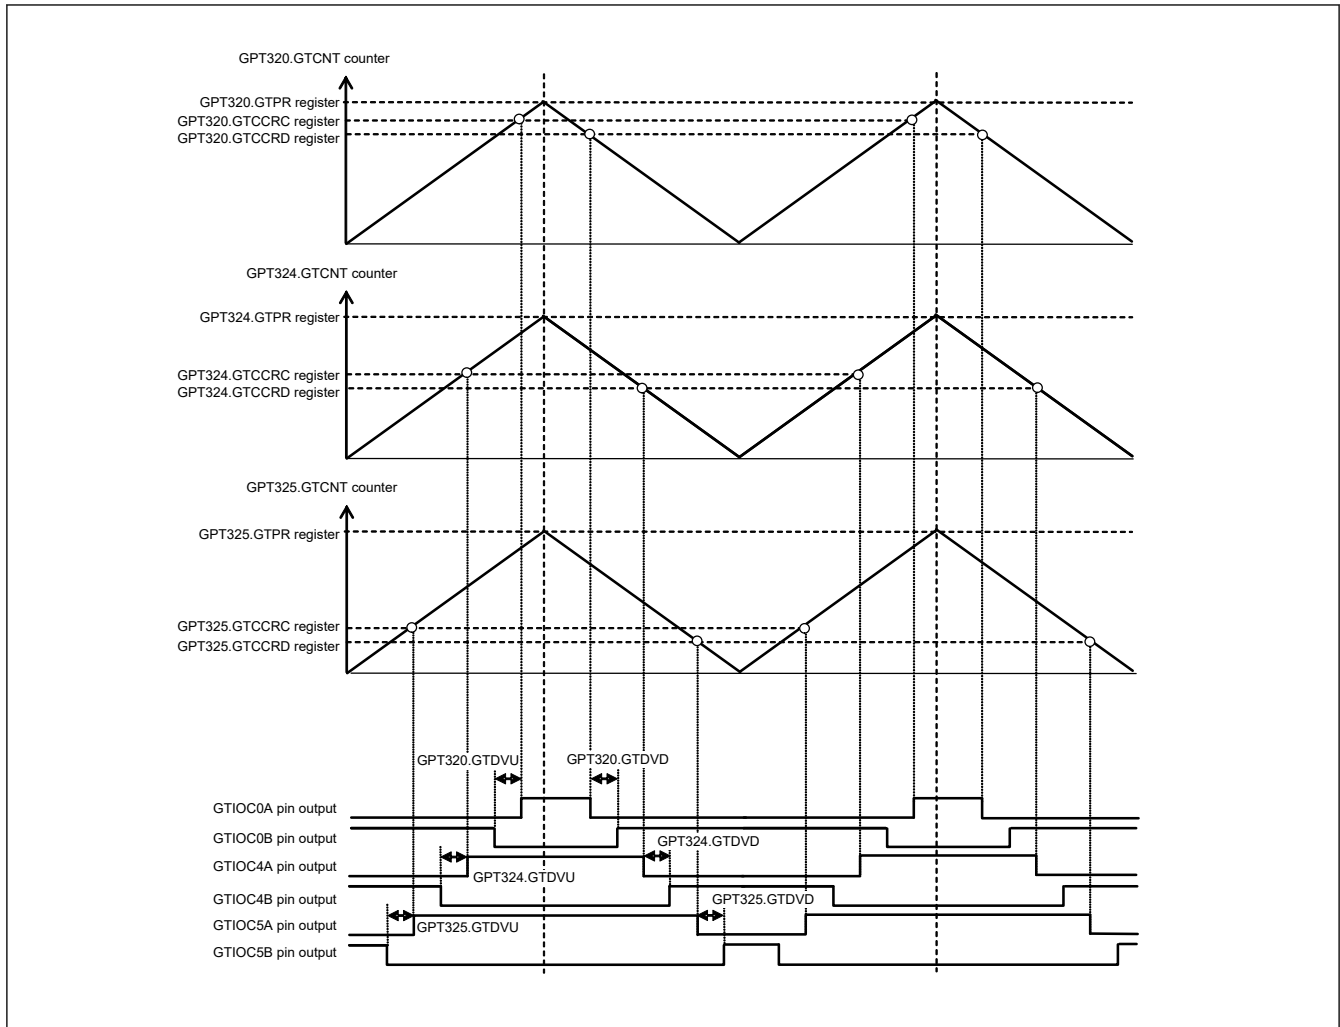 GPT320.GTCNT counter
GPT320.GTPR register
GPT320.GTCCRC register
GPT320.GTCCRD register
GPT324.GTCNT counter
GPT324.GTPR register
GPT324.GTCCRC register
GPT324.GTCCRD register
GPT325.GTCNT counter
GPT325.GTPR register
GPT325.GTCCRC register
GPT325.GTCCRD register
GPT320.GTDVU
GPT320.GTDVD
GTIOC0A pin output
GTIOC0B pin output
GPT324.GTDVD
GTIOC4A pin output
GPT324.GTDVU
GTIOC4B pin output
GPT325.GTDVD
GTIOC5A pin output
GPT325.GTDVU
GTIOC5B pin output